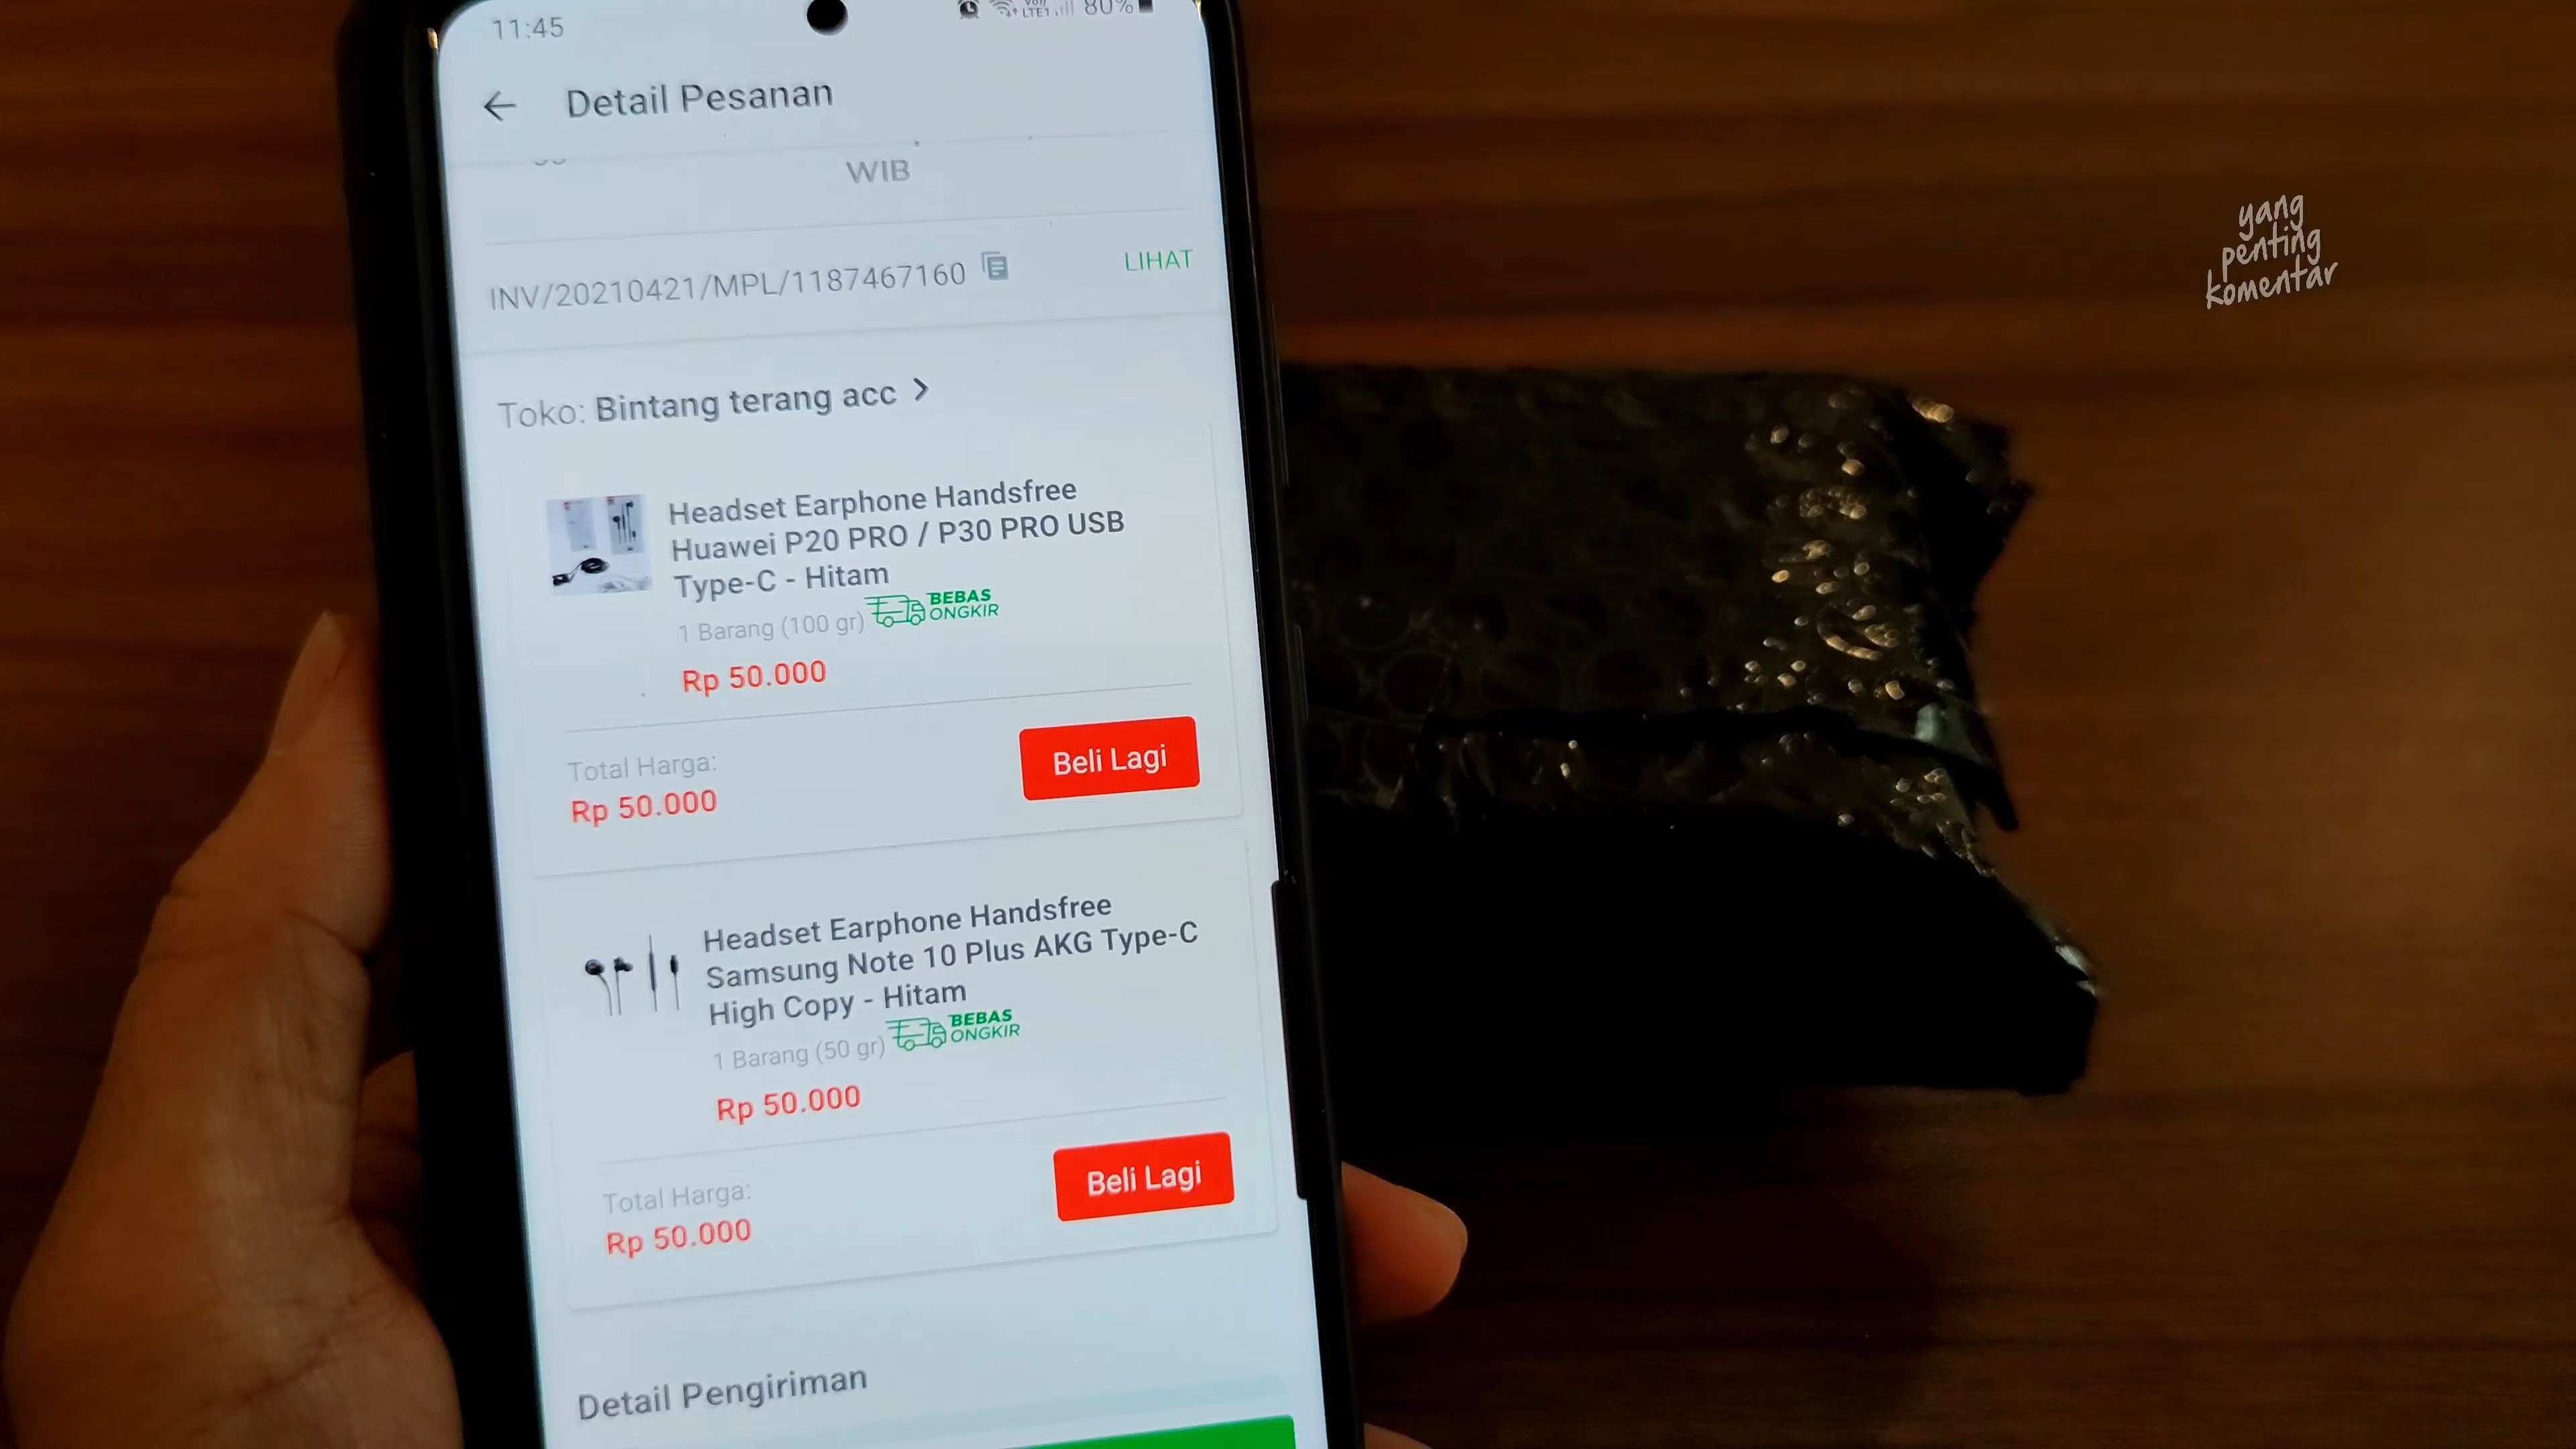 11:45
LTE1 80%
Detail Pesanan
WIB
INV/20210421/MPL/1187467160
LIHAT
Toko: Bintang terang acc
Headset Earphone Handsfree
Huawei P20 PRO / P30 PRO USB
Type-C - Hitam
1 Barang (100 gr)
BEBAS
ONGKIR
Rp 50.000
Total Harga:
Rp 50.000
Beli Lagi
Headset Earphone Handsfree
Samsung Note 10 Plus AKG Type-C
High Copy - Hitam
1 Barang (50 gr)
BEBAS
ONGKIR
Rp 50.000
Total Harga:
Rp 50.000
Beli Lagi
Detail Pengiriman
yang
penting
komentar